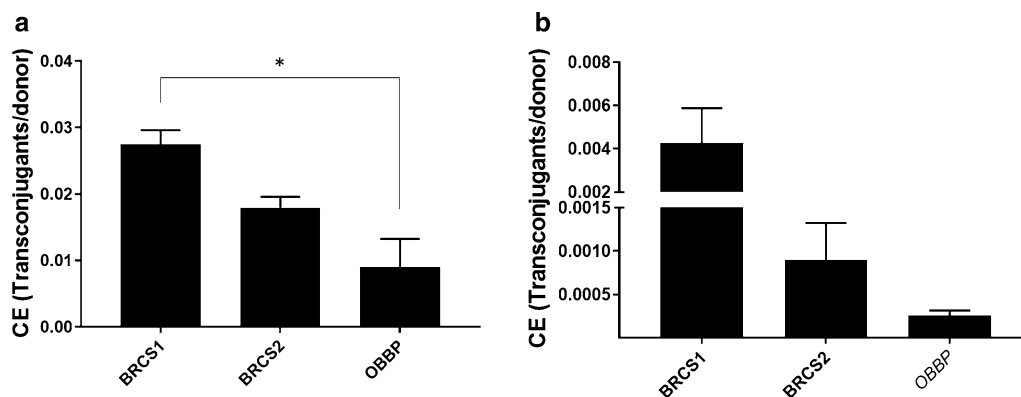 a
CE (Transconjugants/donor)
0.04
0.03
0.02
0.01
0.00
*
BRCS1
BRCS2
OBBP
b
CE (Transconjugants/donor)
0.008
0.006
0.004
0.002
0.0015
0.0010
0.0005
BRCS1
BRCS2
OBBP